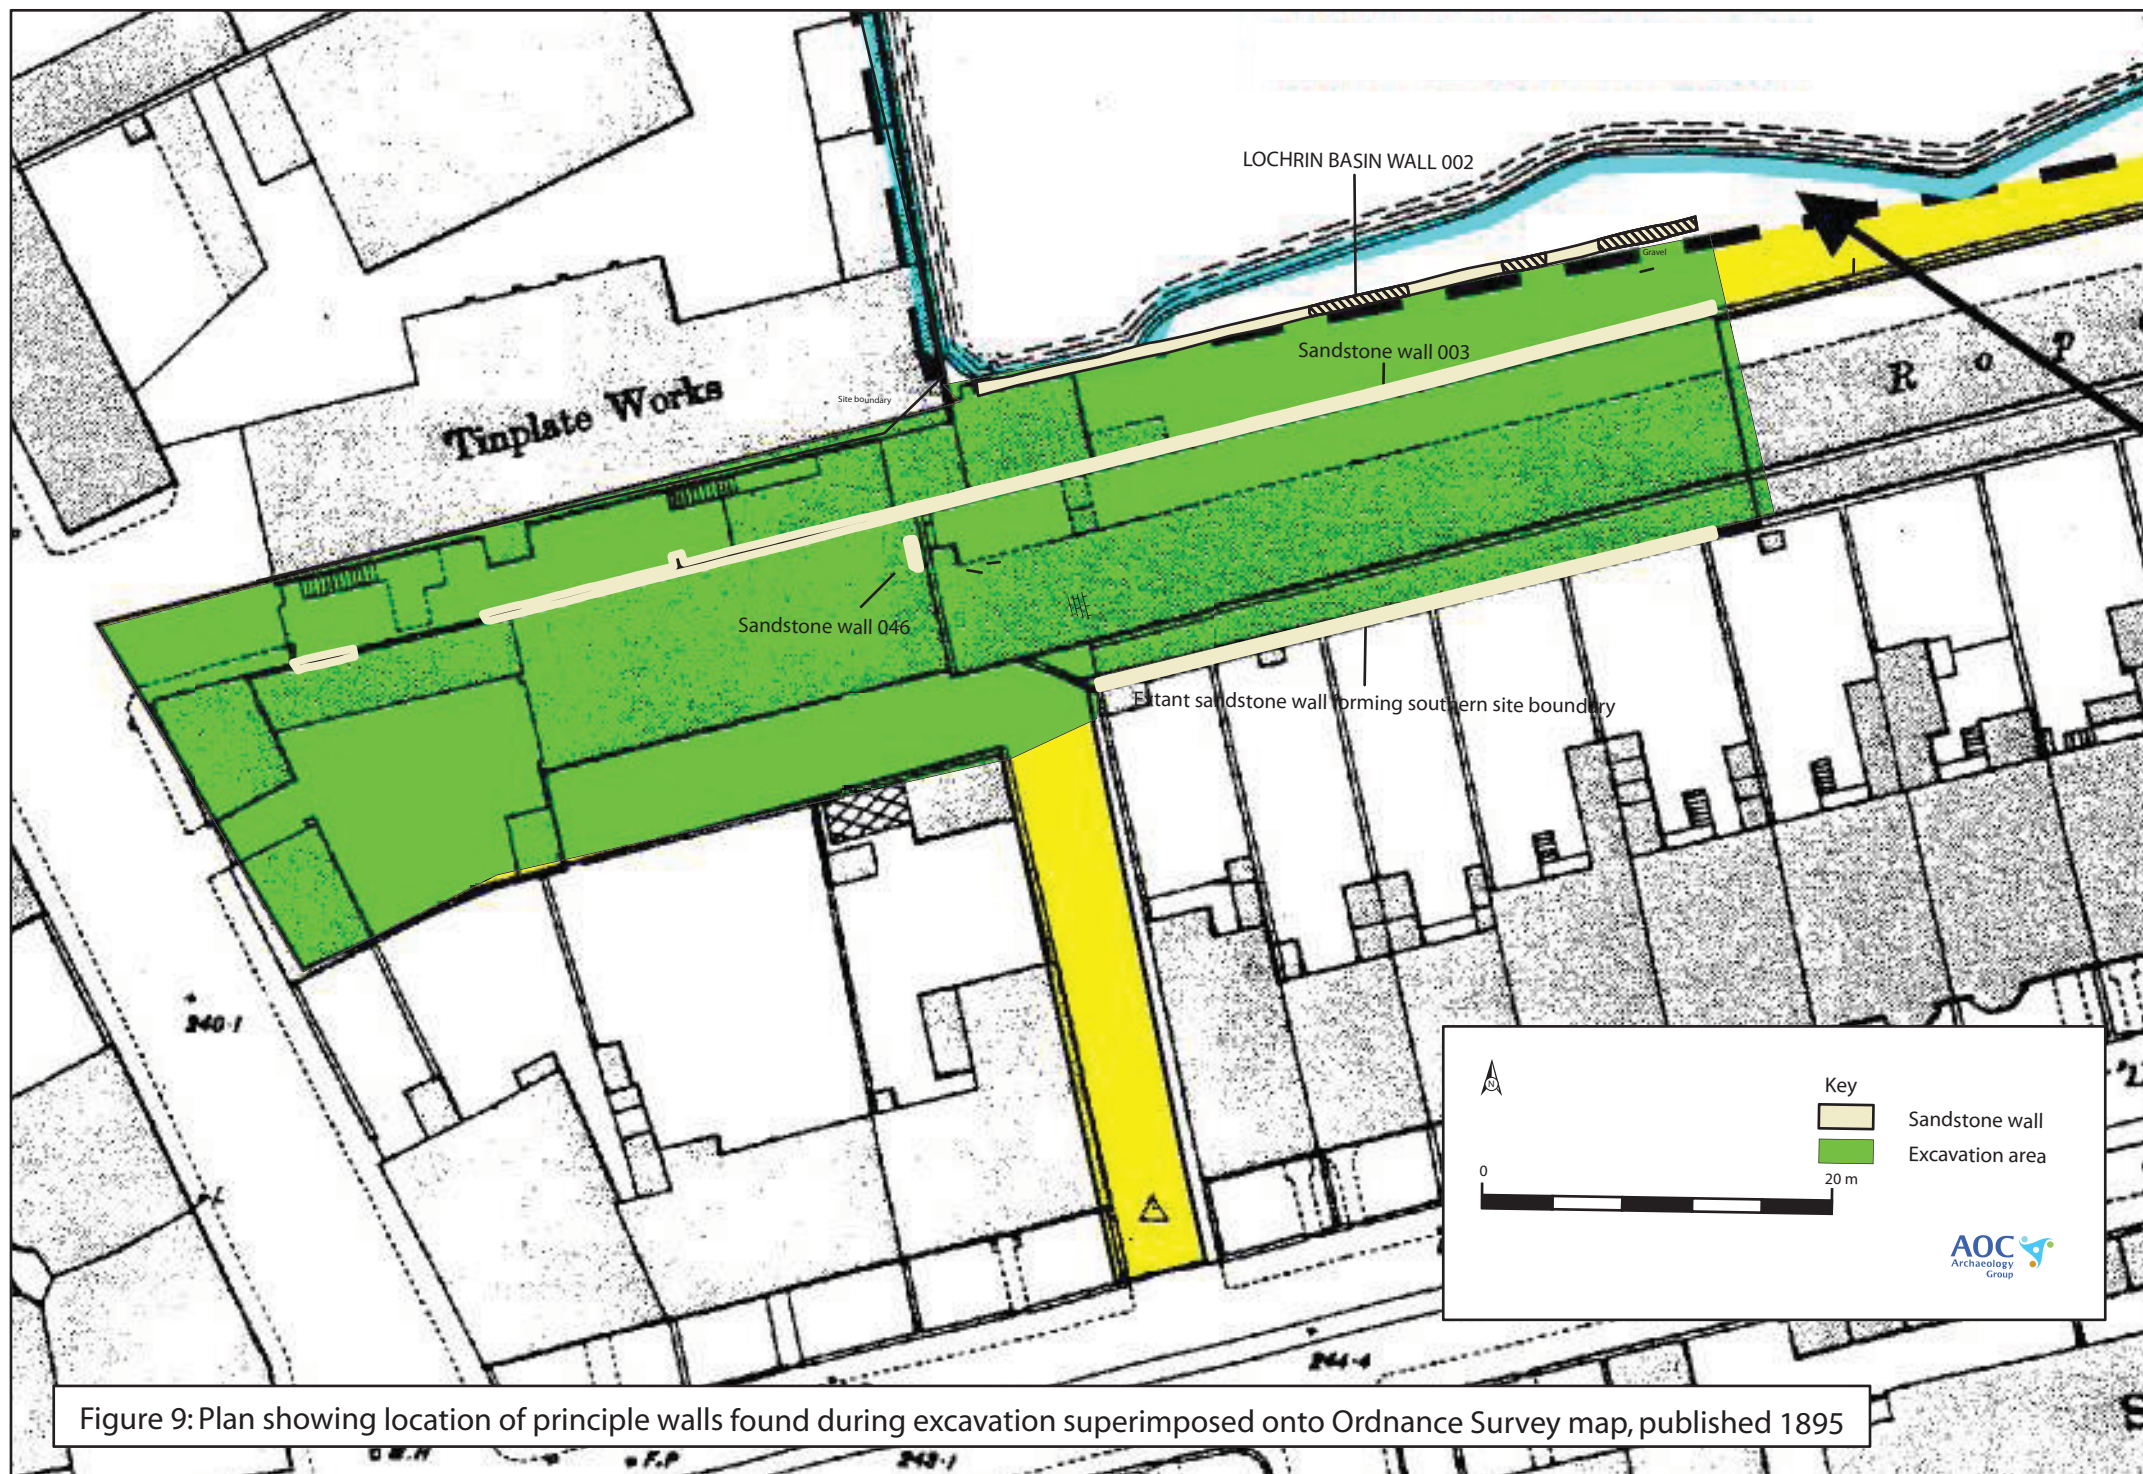 LOCHRIN BASIN WALL 002
Gravel
Sandstone wall 003
R o p
Site boundary
Tinplate Works
Sandstone wall 046
Extant sandstone wall forming southern site boundary
240·1
L
N
Key
Sandstone wall
Excavation area
0
20 m
AOC
Archaeology
Group
244·4
Figure 9: Plan showing location of principle walls found during excavation superimposed onto Ordnance Survey map, published 1895
S
F.P
243·1